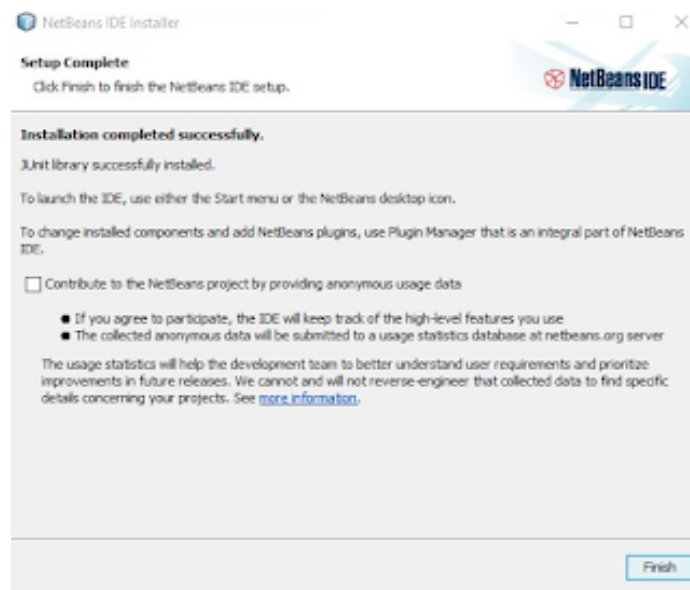 NetBeans IDE Installer
Setup Complete
Click Finish to finish the NetBeans IDE setup.
NetBeans IDE
Installation completed successfully.
JUnit library successfully installed.
To launch the IDE, use either the Start menu or the NetBeans desktop icon.
To change installed components and add NetBeans plugins, use Plugin Manager that is an integral part of NetBeans
IDE.
Contribute to the NetBeans project by providing anonymous usage data
● If you agree to participate, the IDE will keep track of the high-level features you use
● The collected anonymous data will be submitted to a usage statistics database at netbeans.org server
The usage statistics will help the development team to better understand user requirements and prioritize
improvements in future releases. We cannot and will not reverse-engineer that collected data to find specific
details concerning your projects. See more information.
Finish